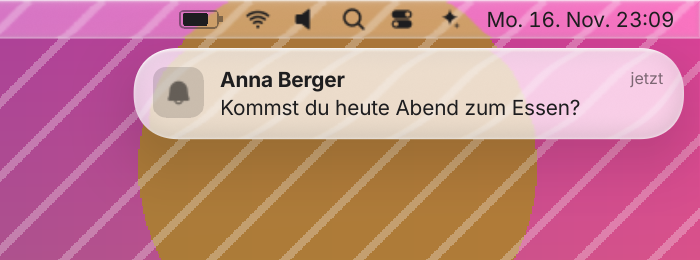 Mo. 16. Nov. 23:09
Anna Berger
jetzt
Kommst du heute Abend zum Essen?